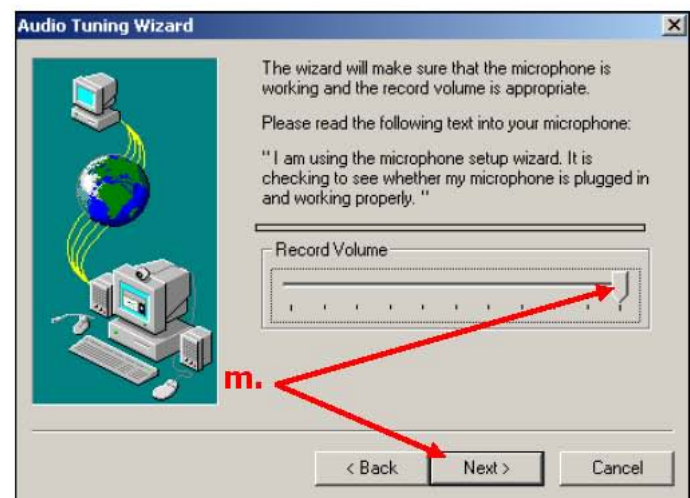 Audio Tuning Wizard
The wizard will make sure that the microphone is
working and the record volume is appropriate.
Please read the following text into your microphone:
" I am using the microphone setup wizard. It is
checking to see whether my microphone is plugged in
and working properly. "
Record Volume
m.
< Back
Next >
Cancel